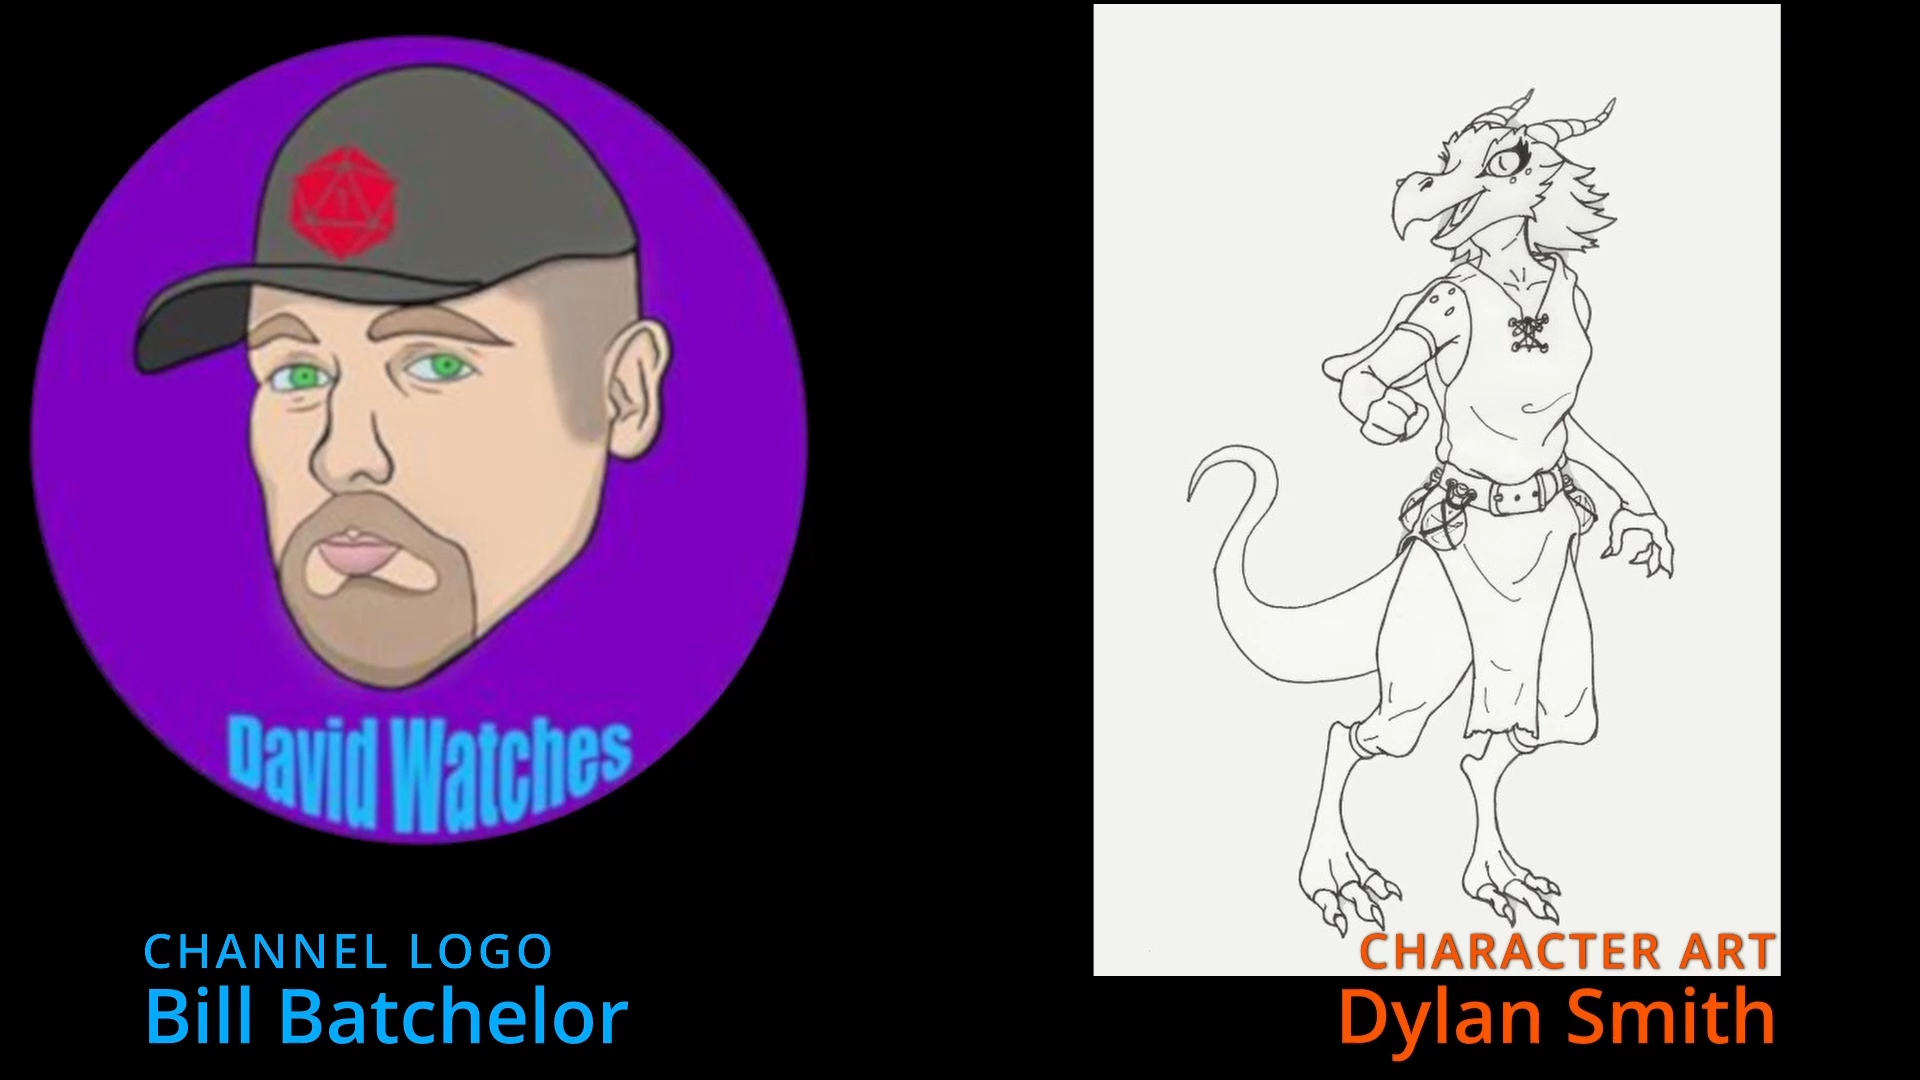 David Watches
CHANNEL LOGO
Bill Batchelor
CHARACTER ART
Dylan Smith